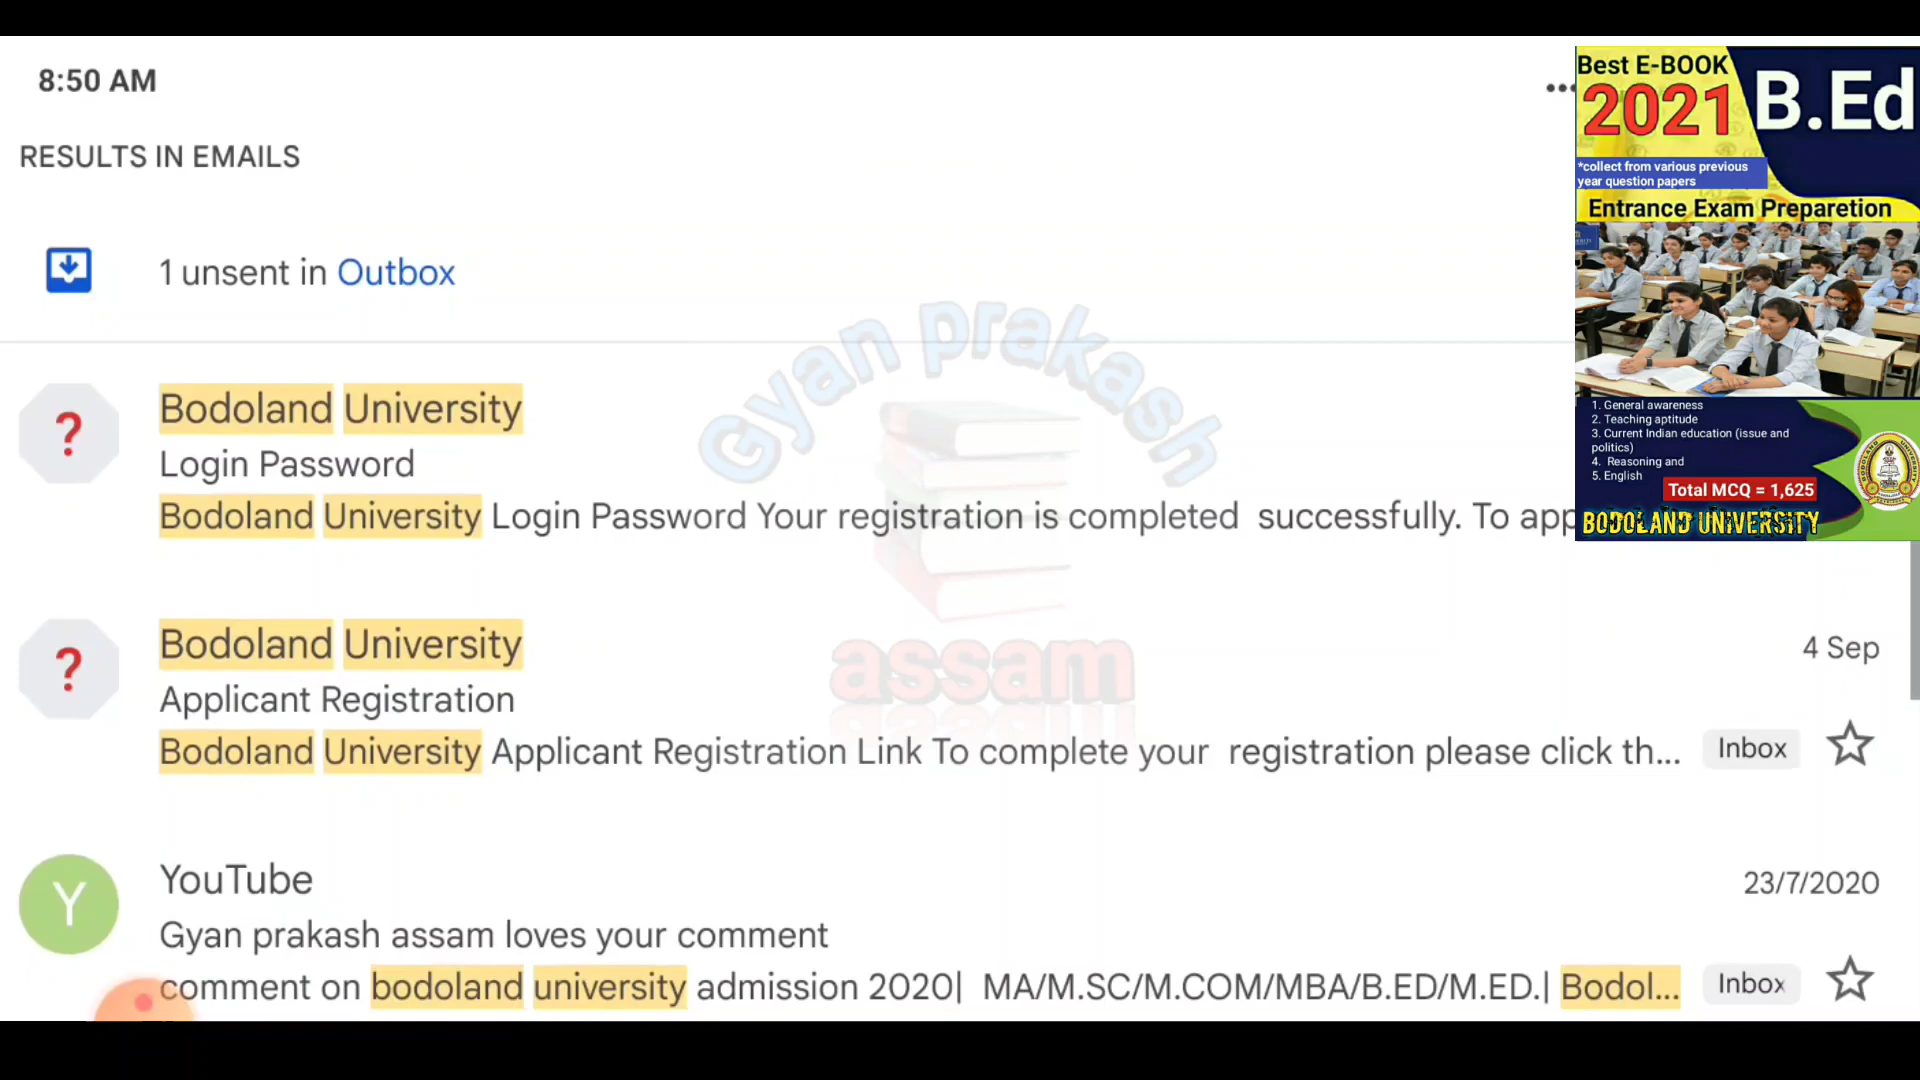 8:50 AM
RESULTS IN EMAILS
1 unsent in Outbox
Bodoland University
Login Password
Bodoland University Login Password Your registration is completed successfully. To app
Bodoland University
4 Sep
Applicant Registration
Bodoland University Applicant Registration Link To complete your registration please click th...
Inbox
YouTube
23/7/2020
Gyan prakash assam loves your comment
comment on bodoland university admission 2020| MA/M.SC/M.COM/MBA/B.ED/M.ED.| Bodol...
Inbox
Gyan prakash
assam
Best E-BOOK
2021
B.Ed
*collect from various previous
year question papers
Entrance Exam Preparetion
1. General awareness
2. Teaching aptitude
3. Current Indian education (issue and
politics)
4. Reasoning and
5. English
Total MCQ = 1,625
BODOLAND UNIVERSITY